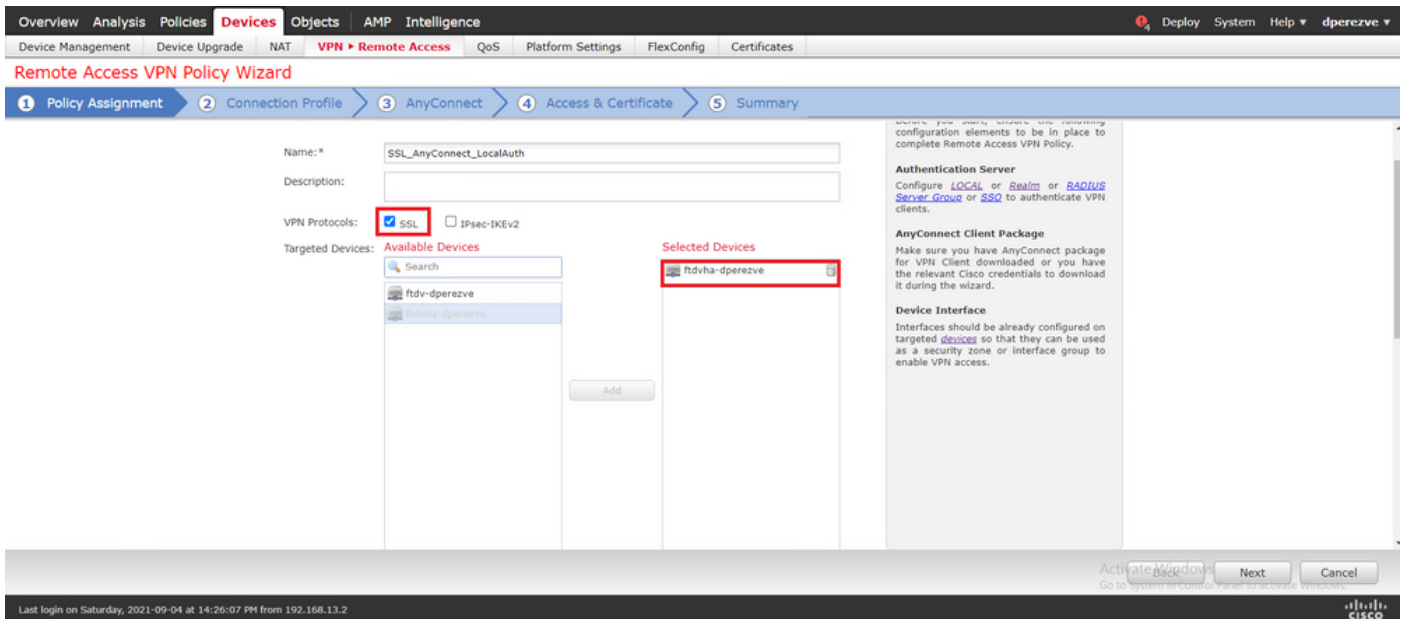 Overview Analysis Policies Devices Objects AMP Intelligence Deploy System Help dperezve
Device Management Device Upgrade NAT VPN ▸ Remote Access QoS Platform Settings FlexConfig Certificates
Remote Access VPN Policy Wizard
1 Policy Assignment 2 Connection Profile 3 AnyConnect 4 Access & Certificate 5 Summary
Name:* SSL_AnyConnect_LocalAuth
Description:
VPN Protocols: SSL IPsec-IKEv2
Targeted Devices: Available Devices Selected Devices
Search
ftdv-dperezve
ftdvha-dperezve
ftdvha-dperezve
Add
Before you start, ensure the following
configuration elements to be in place to
complete Remote Access VPN Policy.
Authentication Server
Configure LOCAL or Realm or RADIUS
Server Group or SSO to authenticate VPN
clients.
AnyConnect Client Package
Make sure you have AnyConnect package
for VPN Client downloaded or you have
the relevant Cisco credentials to download
it during the wizard.
Device Interface
Interfaces should be already configured on
targeted devices so that they can be used
as a security zone or interface group to
enable VPN access.
Activate Windows
Go to System in Control Panel to activate Windows.
Back Next Cancel
Last login on Saturday, 2021-09-04 at 14:26:07 PM from 192.168.13.2
CISCO